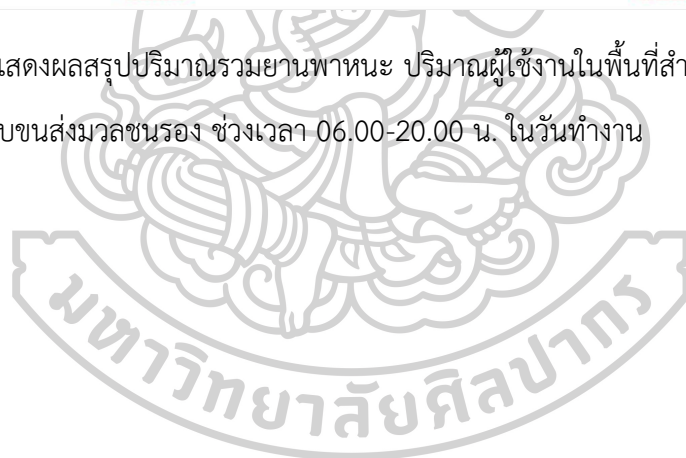 แสดงผลสรุปปริมาณรวมยานพาหนะ ปริมาณผู้ใช้งานในพื้นที่สำ
บขนส่งมวลชนรอง ช่วงเวลา 06.00-20.00 น. ในวันทำงาน
มหาวิทยาลัยศิลปากร